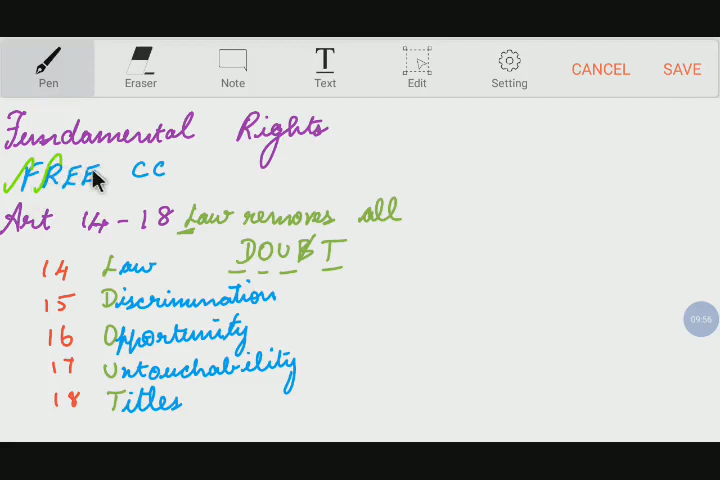 Pen Eraser Note Text Edit Setting CANCEL SAVE
Fundamental Rights
FREE CC
Art 14-18 Law removes all
DOUBT
14 Law
15 Discrimination
16 Opportunity
17 Untouchability
18 Titles
09:56